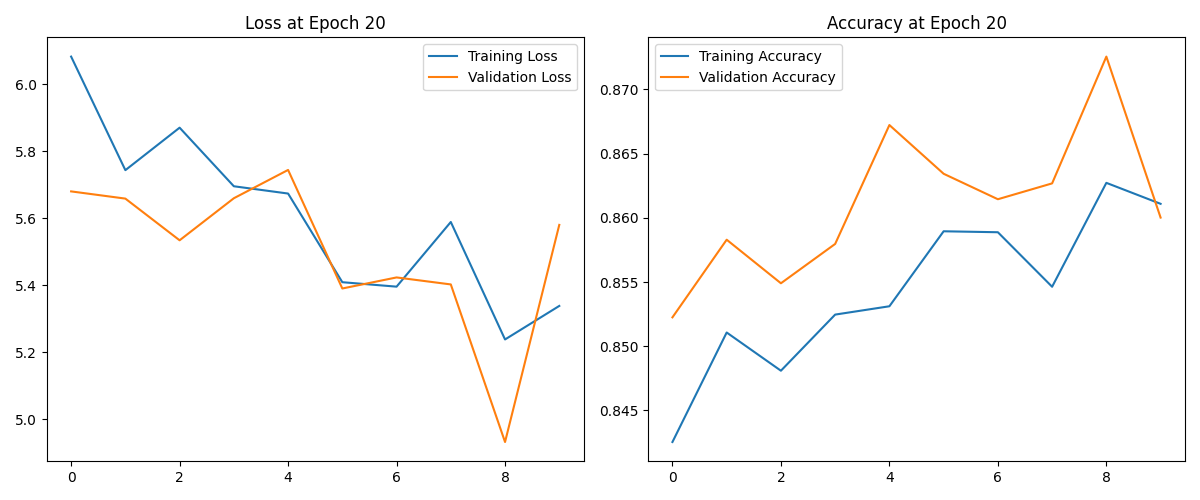 Loss at Epoch 20
Training Loss
Validation Loss
6.0
5.8
5.6
5.4
5.2
5.0
0 2 4 6 8
Accuracy at Epoch 20
Training Accuracy
Validation Accuracy
0.870
0.865
0.860
0.855
0.850
0.845
0 2 4 6 8